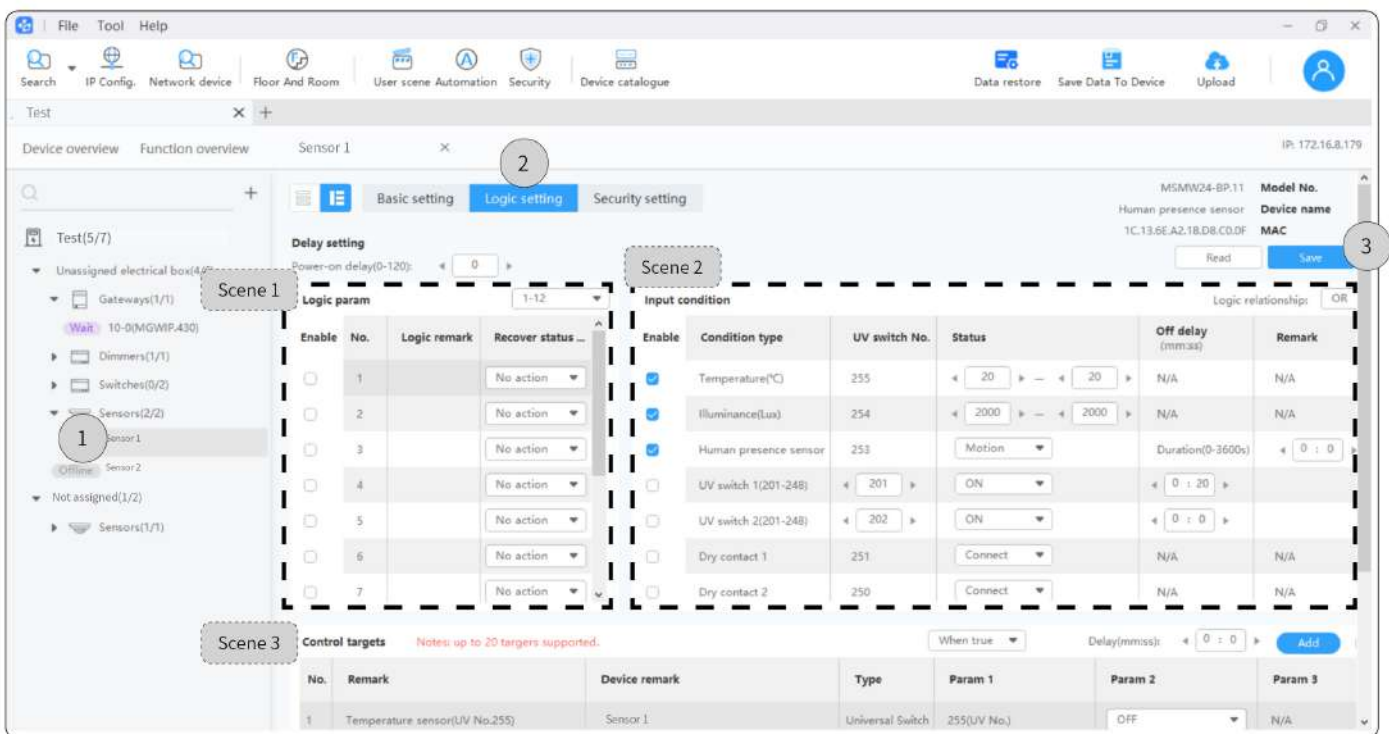 File Tool Help
Search IP Config. Network device Floor And Room User scene Automation Security Device catalogue Data restore Save Data To Device Upload
Test
Device overview Function overview Sensor 1 IP: 172.16.8.179
2
Basic setting Logic setting Security setting
MSMW24-BP.11 Model No.
Human presence sensor Device name
1C.13.6E.A2.18.D8.C0.DF MAC
Read Save
3
Test(5/7)
Unassigned electrical box(4/
Gateways(1/1)
Wait 10-0(MGWIP.430)
Dimmers(1/1)
Switches(0/2)
Sensors(2/2)
1
Sensor 1
Offline Sensor 2
Not assigned(1/2)
Sensors(1/1)
Delay setting
Power-on delay(0-120): 0
Scene 1
Logic param 1-12
Enable No. Logic remark Recover status ...
1 No action
2 No action
3 No action
4 No action
5 No action
6 No action
7 No action
Scene 2
Input condition Logic relationship: OR
Enable Condition type UV switch No. Status Off delay (mm:ss) Remark
Temperature(℃) 255 20 – 20 N/A N/A
Illuminance(Lux) 254 2000 – 2000 N/A N/A
Human presence sensor 253 Motion Duration(0-3600s) 0 : 0
UV switch 1(201-248) 201 ON 0 : 20
UV switch 2(201-248) 202 ON 0 : 0
Dry contact 1 251 Connect N/A N/A
Dry contact 2 250 Connect N/A N/A
Scene 3
Control targets Notes: up to 20 targers supported. When true Delay(mm:ss): 0 : 0 Add
No. Remark Device remark Type Param 1 Param 2 Param 3
1 Temperature sensor(UV No.255) Sensor 1 Universal Switch 255(UV No.) OFF N/A